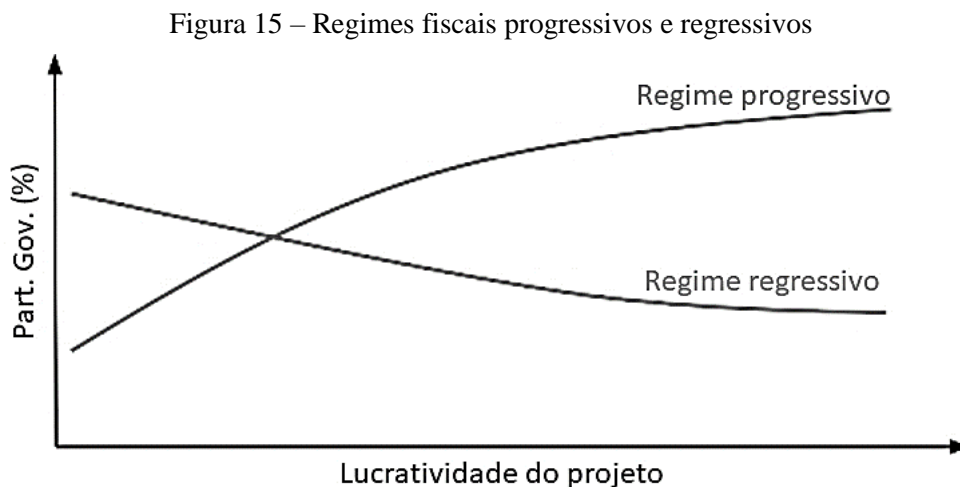 Figura 15 – Regimes fiscais progressivos e regressivos
Regime progressivo
Part. Gov. (%)
Regime regressivo
Lucratividade do projeto